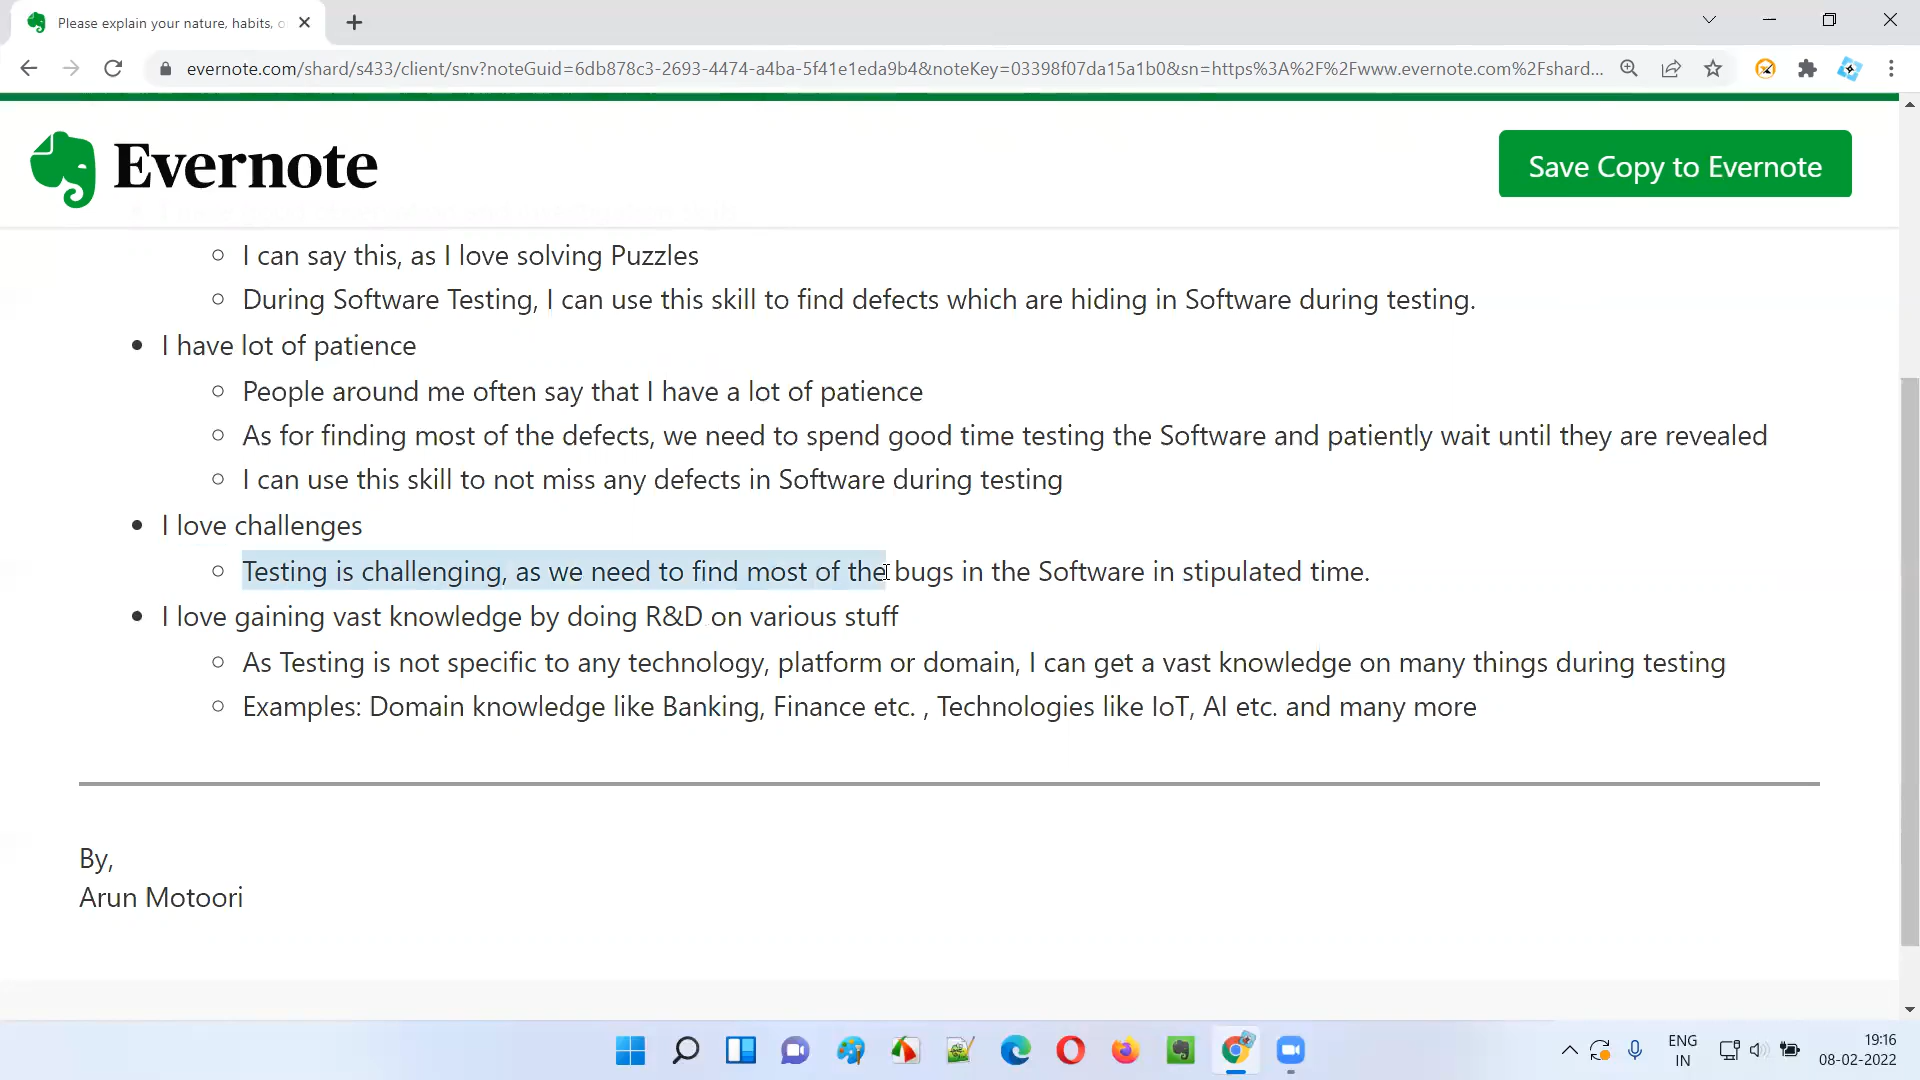 Please explain your nature, habits, o
evernote.com/shard/s433/client/snv?noteGuid=6db878c3-2693-4474-a4ba-5f41e1eda9b4&noteKey=03398f07da15a1b0&sn=https%3A%2F%2Fwww.evernote.com%2Fshard...
Evernote
Save Copy to Evernote
I can say this, as I love solving Puzzles
During Software Testing, I can use this skill to find defects which are hiding in Software during testing.
I have lot of patience
People around me often say that I have a lot of patience
As for finding most of the defects, we need to spend good time testing the Software and patiently wait until they are revealed
I can use this skill to not miss any defects in Software during testing
I love challenges
Testing is challenging, as we need to find most of the bugs in the Software in stipulated time.
I love gaining vast knowledge by doing R&D on various stuff
As Testing is not specific to any technology, platform or domain, I can get a vast knowledge on many things during testing
Examples: Domain knowledge like Banking, Finance etc. , Technologies like IoT, AI etc. and many more
By,
Arun Motoori
ENG
IN
19:16
08-02-2022